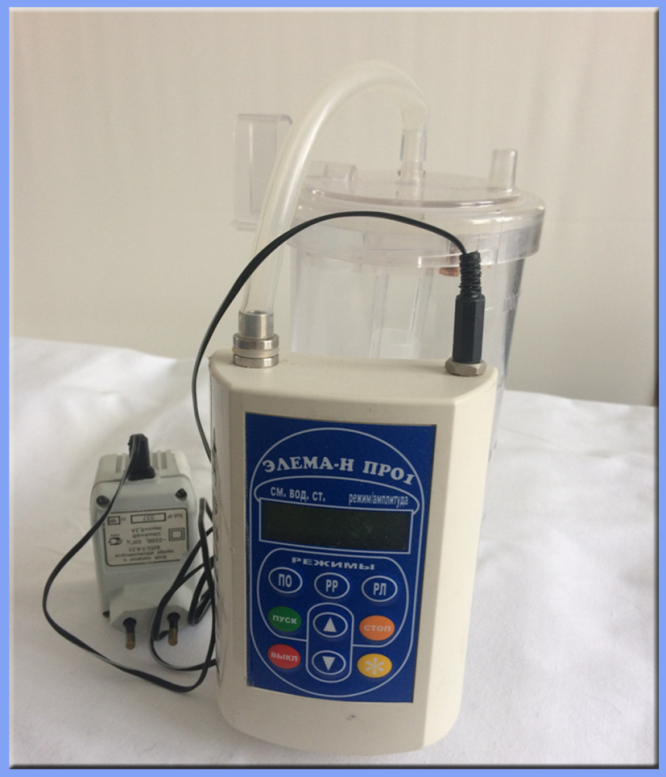 ЭЛЕМА-Н ПРО1
СМ. ВОД. СТ. режим/амплитуда
РЕЖИМЫ
ПО РР РЛ
ПУСК СТОП
ВЫКЛ